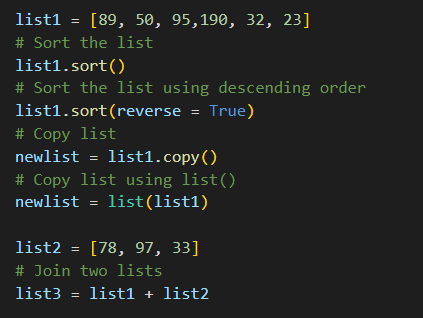 list1 = [89, 50, 95,190, 32, 23]
# Sort the list
list1.sort()
# Sort the list using descending order
list1.sort(reverse = True)
# Copy list
newlist = list1.copy()
# Copy list using list()
newlist = list(list1)
list2 = [78, 97, 33]
# Join two lists
list3 = list1 + list2